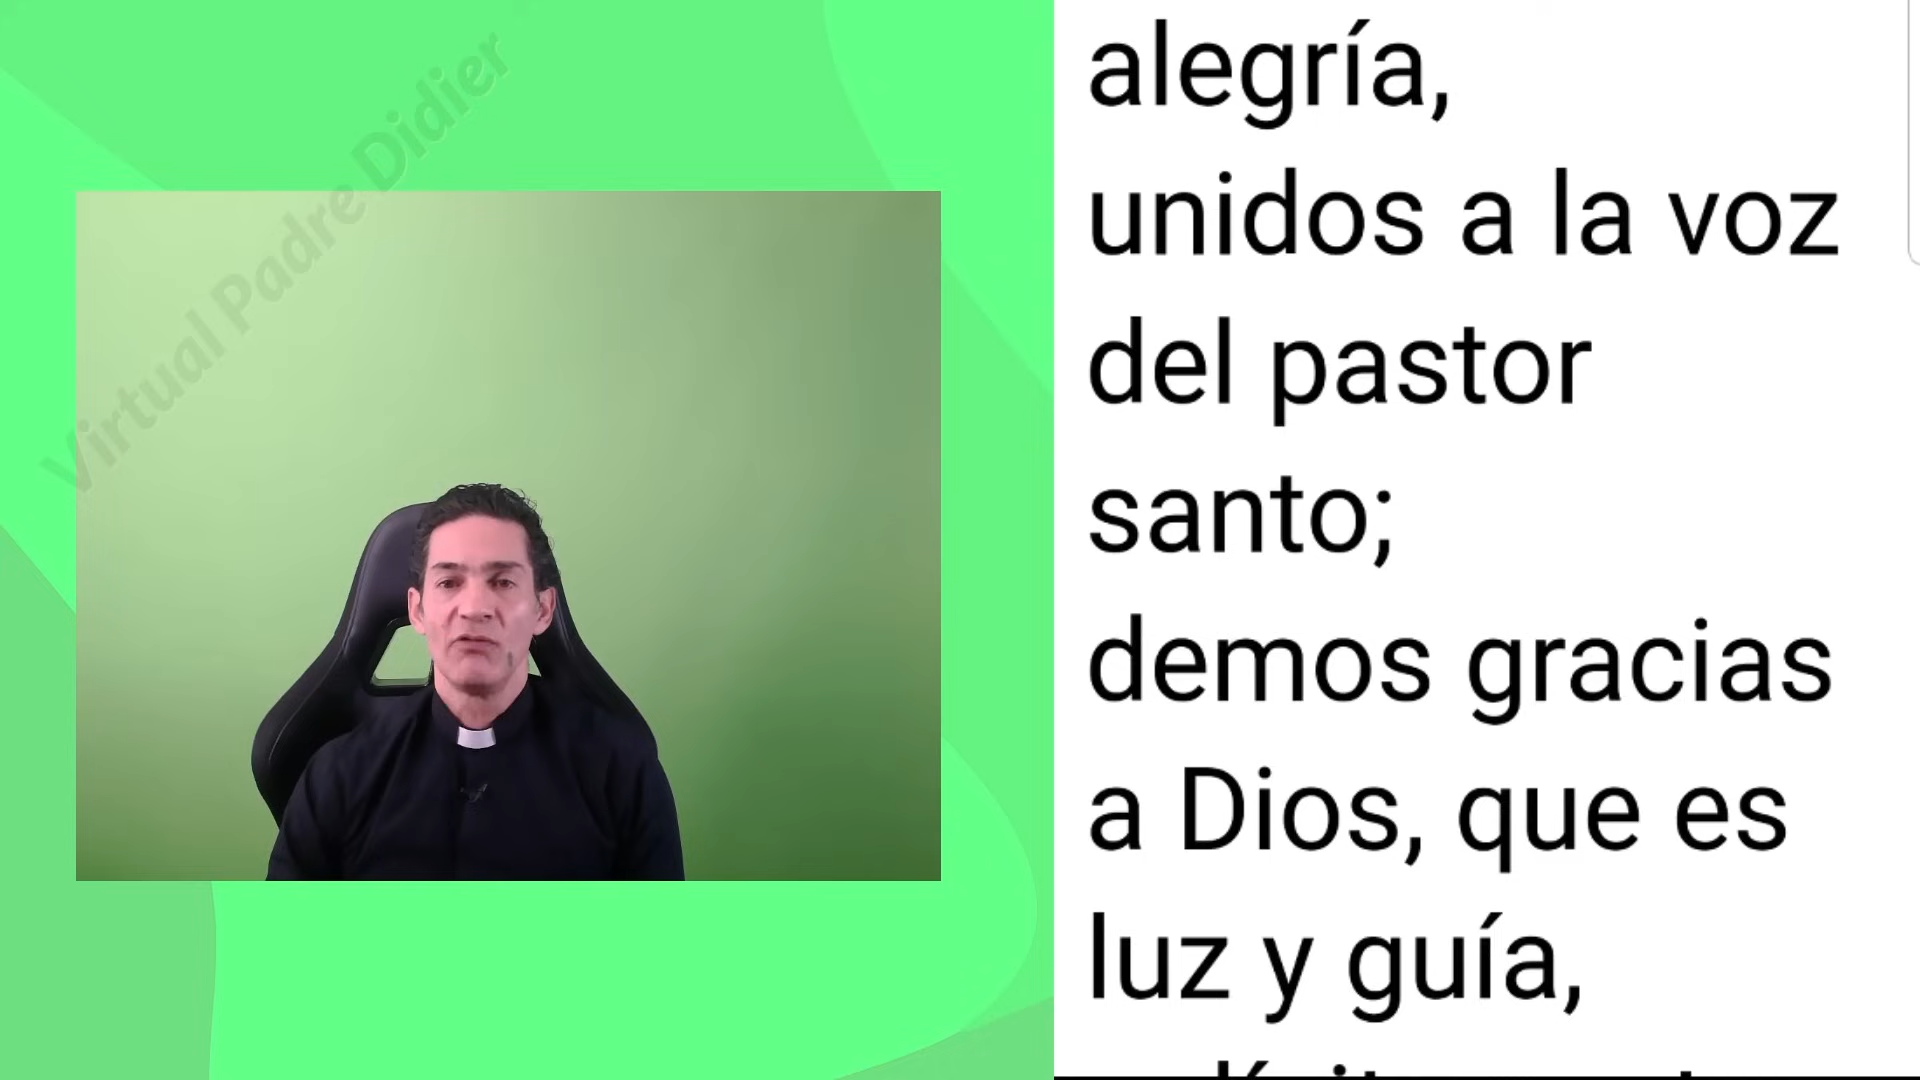 Virtual Padre Didier
alegría,
unidos a la voz
del pastor
santo;
demos gracias
a Dios, que es
luz y guía,